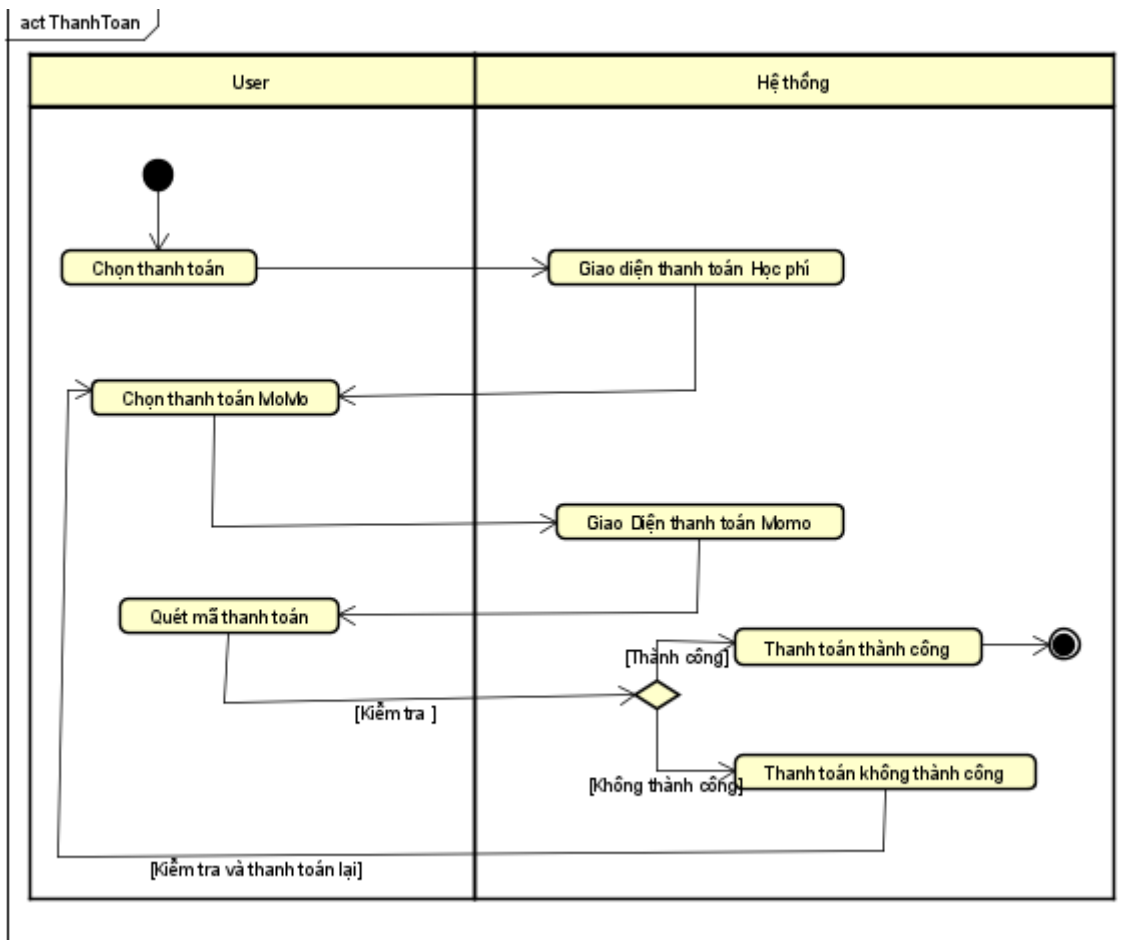 act ThanhToan
User
Hệ thống
Chọn thanh toán
Giao diện thanh toán Học phí
Chọn thanh toán MoMo
Giao Diện thanh toán Momo
Quét mã thanh toán
Thanh toán thành công
[Thành công]
[Kiểm tra ]
Thanh toán không thành công
[Không thành công]
[Kiểm tra và thanh toán lại]